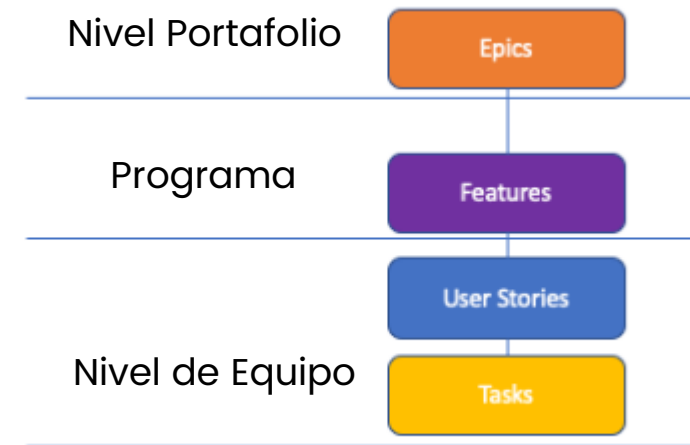 Nivel Portafolio
Epics
Programa
Features
User Stories
Nivel de Equipo
Tasks